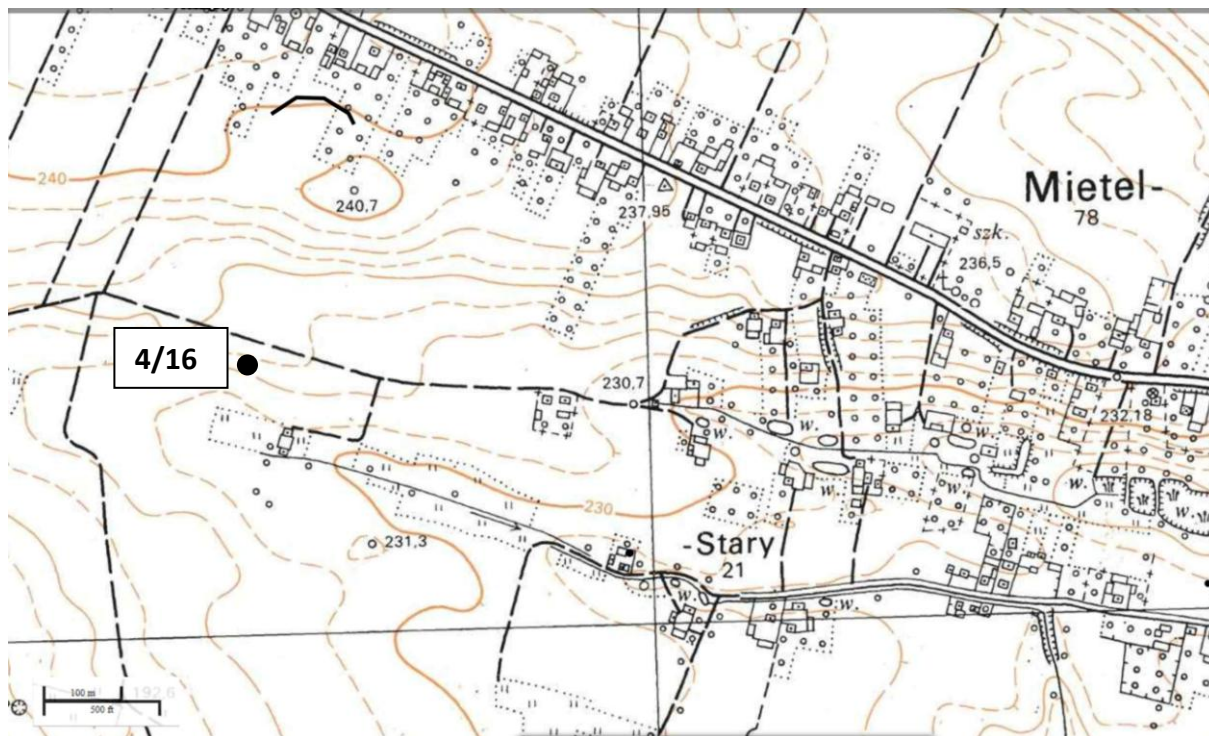 240
240,7
237,95
Mietel-
78
szk.
236,5
4/16
230,7
232,18
w.
w.
w.
w.
w.
w.
w.
w.
230
231,3
-Stary
21
w.
w.
192,6
100 m
500 ft